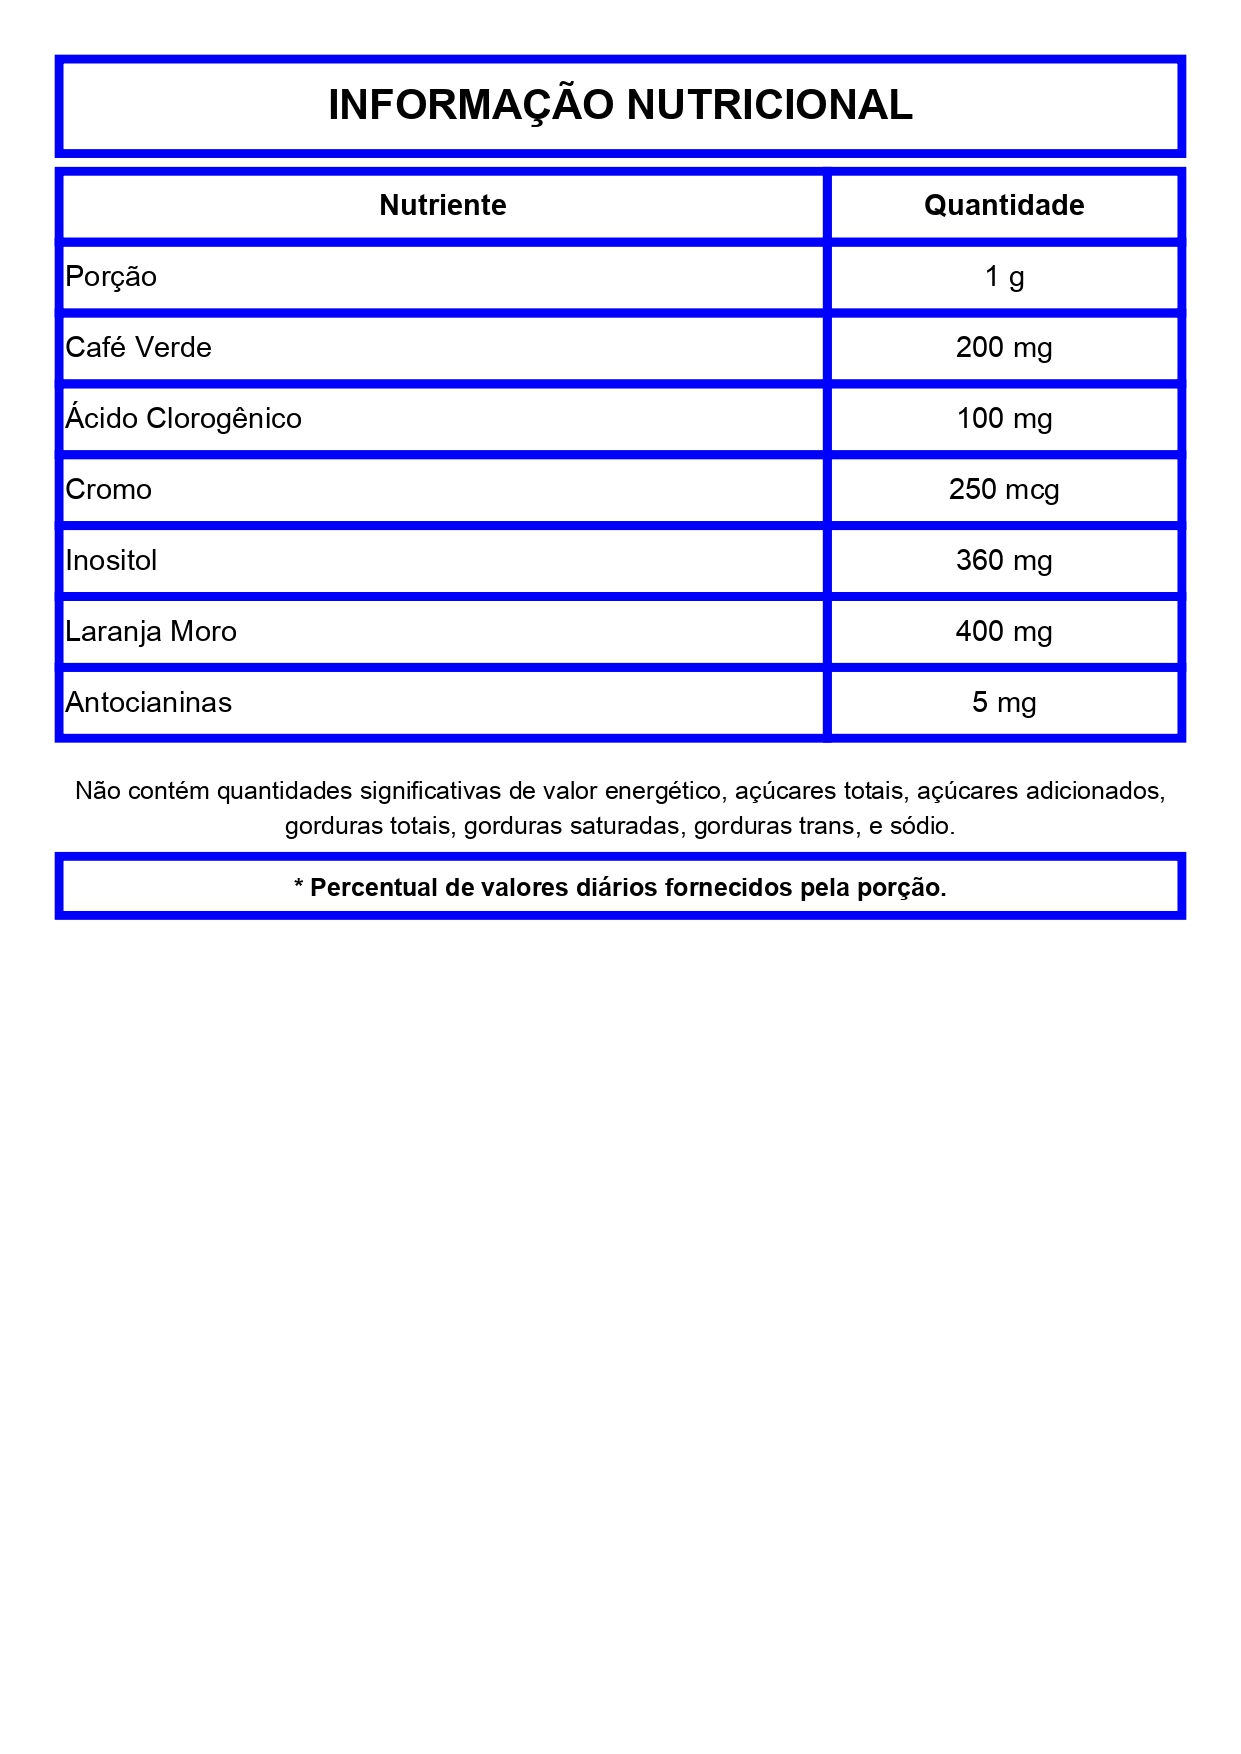 INFORMAÇÃO NUTRICIONAL
Nutriente Quantidade
Porção 1 g
Café Verde 200 mg
Ácido Clorogênico 100 mg
Cromo 250 mcg
Inositol 360 mg
Laranja Moro 400 mg
Antocianinas 5 mg
Não contém quantidades significativas de valor energético, açúcares totais, açúcares adicionados,
gorduras totais, gorduras saturadas, gorduras trans, e sódio.
* Percentual de valores diários fornecidos pela porção.